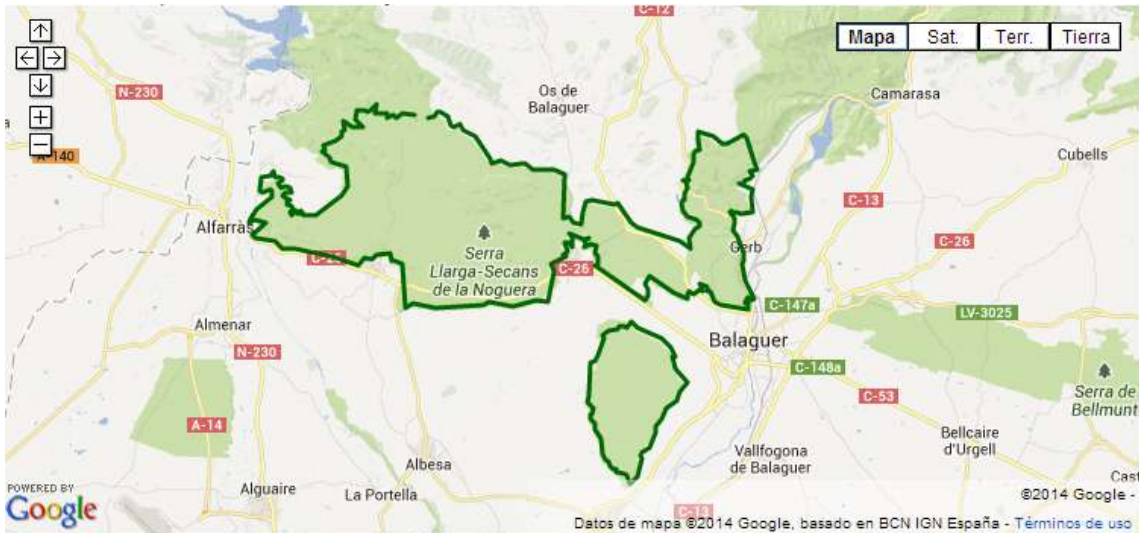 C-12
Mapa
Sat.
Terr.
Tierra
N-230
Os de
Balaguer
Camarasa
A-140
Cubells
C-13
Alfarràs
Gerb
C-26
Serra
Llarga-Secans
de la Noguera
C-26
C-26
C-147a
LV-3025
Almenar
Balaguer
N-230
C-148a
Serra de
Bellmunt
C-53
A-14
Bellcaire
d'Urgell
Vallfogona
de Balaguer
Albesa
Cast
Alguaire
La Portella
POWERED BY
Google
©2014 Google -
C-13
Datos de mapa ©2014 Google, basado en BCN IGN España - Términos de uso